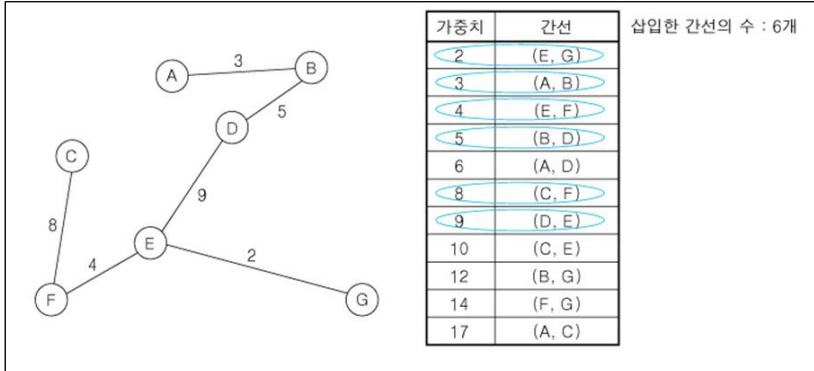 가중치 간선 삽입한 간선의 수 : 6개
2 (E, G)
3 (A, B)
4 (E, F)
5 (B, D)
6 (A, D)
8 (C, F)
9 (D, E)
10 (C, E)
12 (B, G)
14 (F, G)
17 (A, C)
A 3 B
5
D
C
9
8
E
4 2
F G